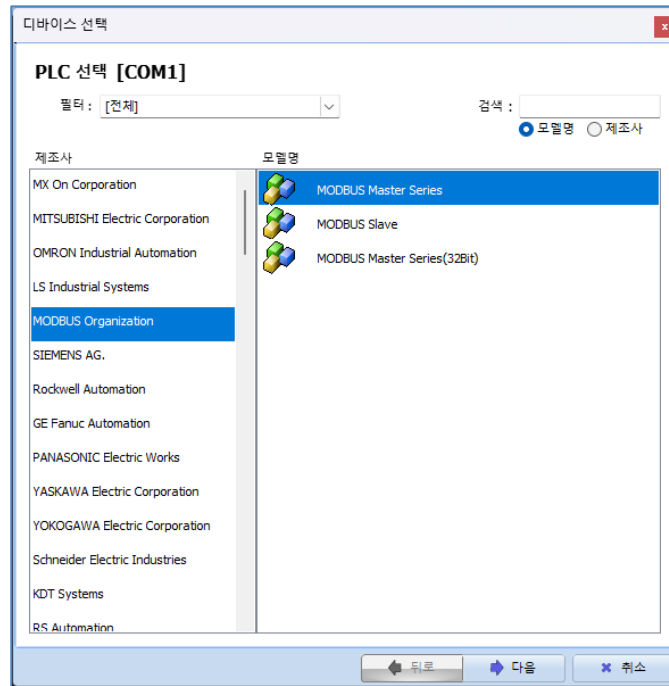 디바이스 선택
x
PLC 선택 [COM1]
필터 : [전체]
검색 :
모델명 제조사
제조사
모델명
MX On Corporation
MITSUBISHI Electric Corporation
OMRON Industrial Automation
LS Industrial Systems
MODBUS Organization
SIEMENS AG.
Rockwell Automation
GE Fanuc Automation
PANASONIC Electric Works
YASKAWA Electric Corporation
YOKOGAWA Electric Corporation
Schneider Electric Industries
KDT Systems
RS Automation
MODBUS Master Series
MODBUS Slave
MODBUS Master Series(32Bit)
뒤로 다음 취소